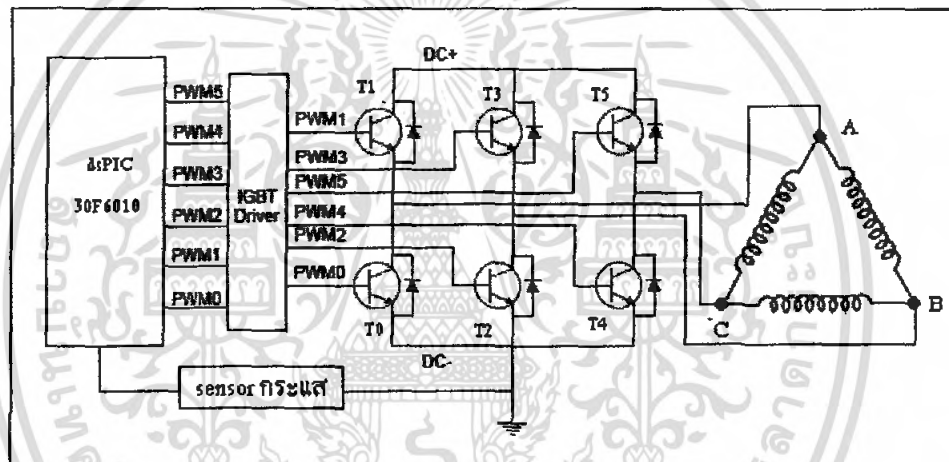 DC+
T1
T3
T5
PWM5
PWM4
PWM3
PWM2
PWM1
PWM0
dsPIC
30F6010
IGBT
Driver
PWM1
PWM3
PWM5
PWM4
PWM2
PWM0
A
B
C
T0
T2
T4
DC-
sensor กระแส